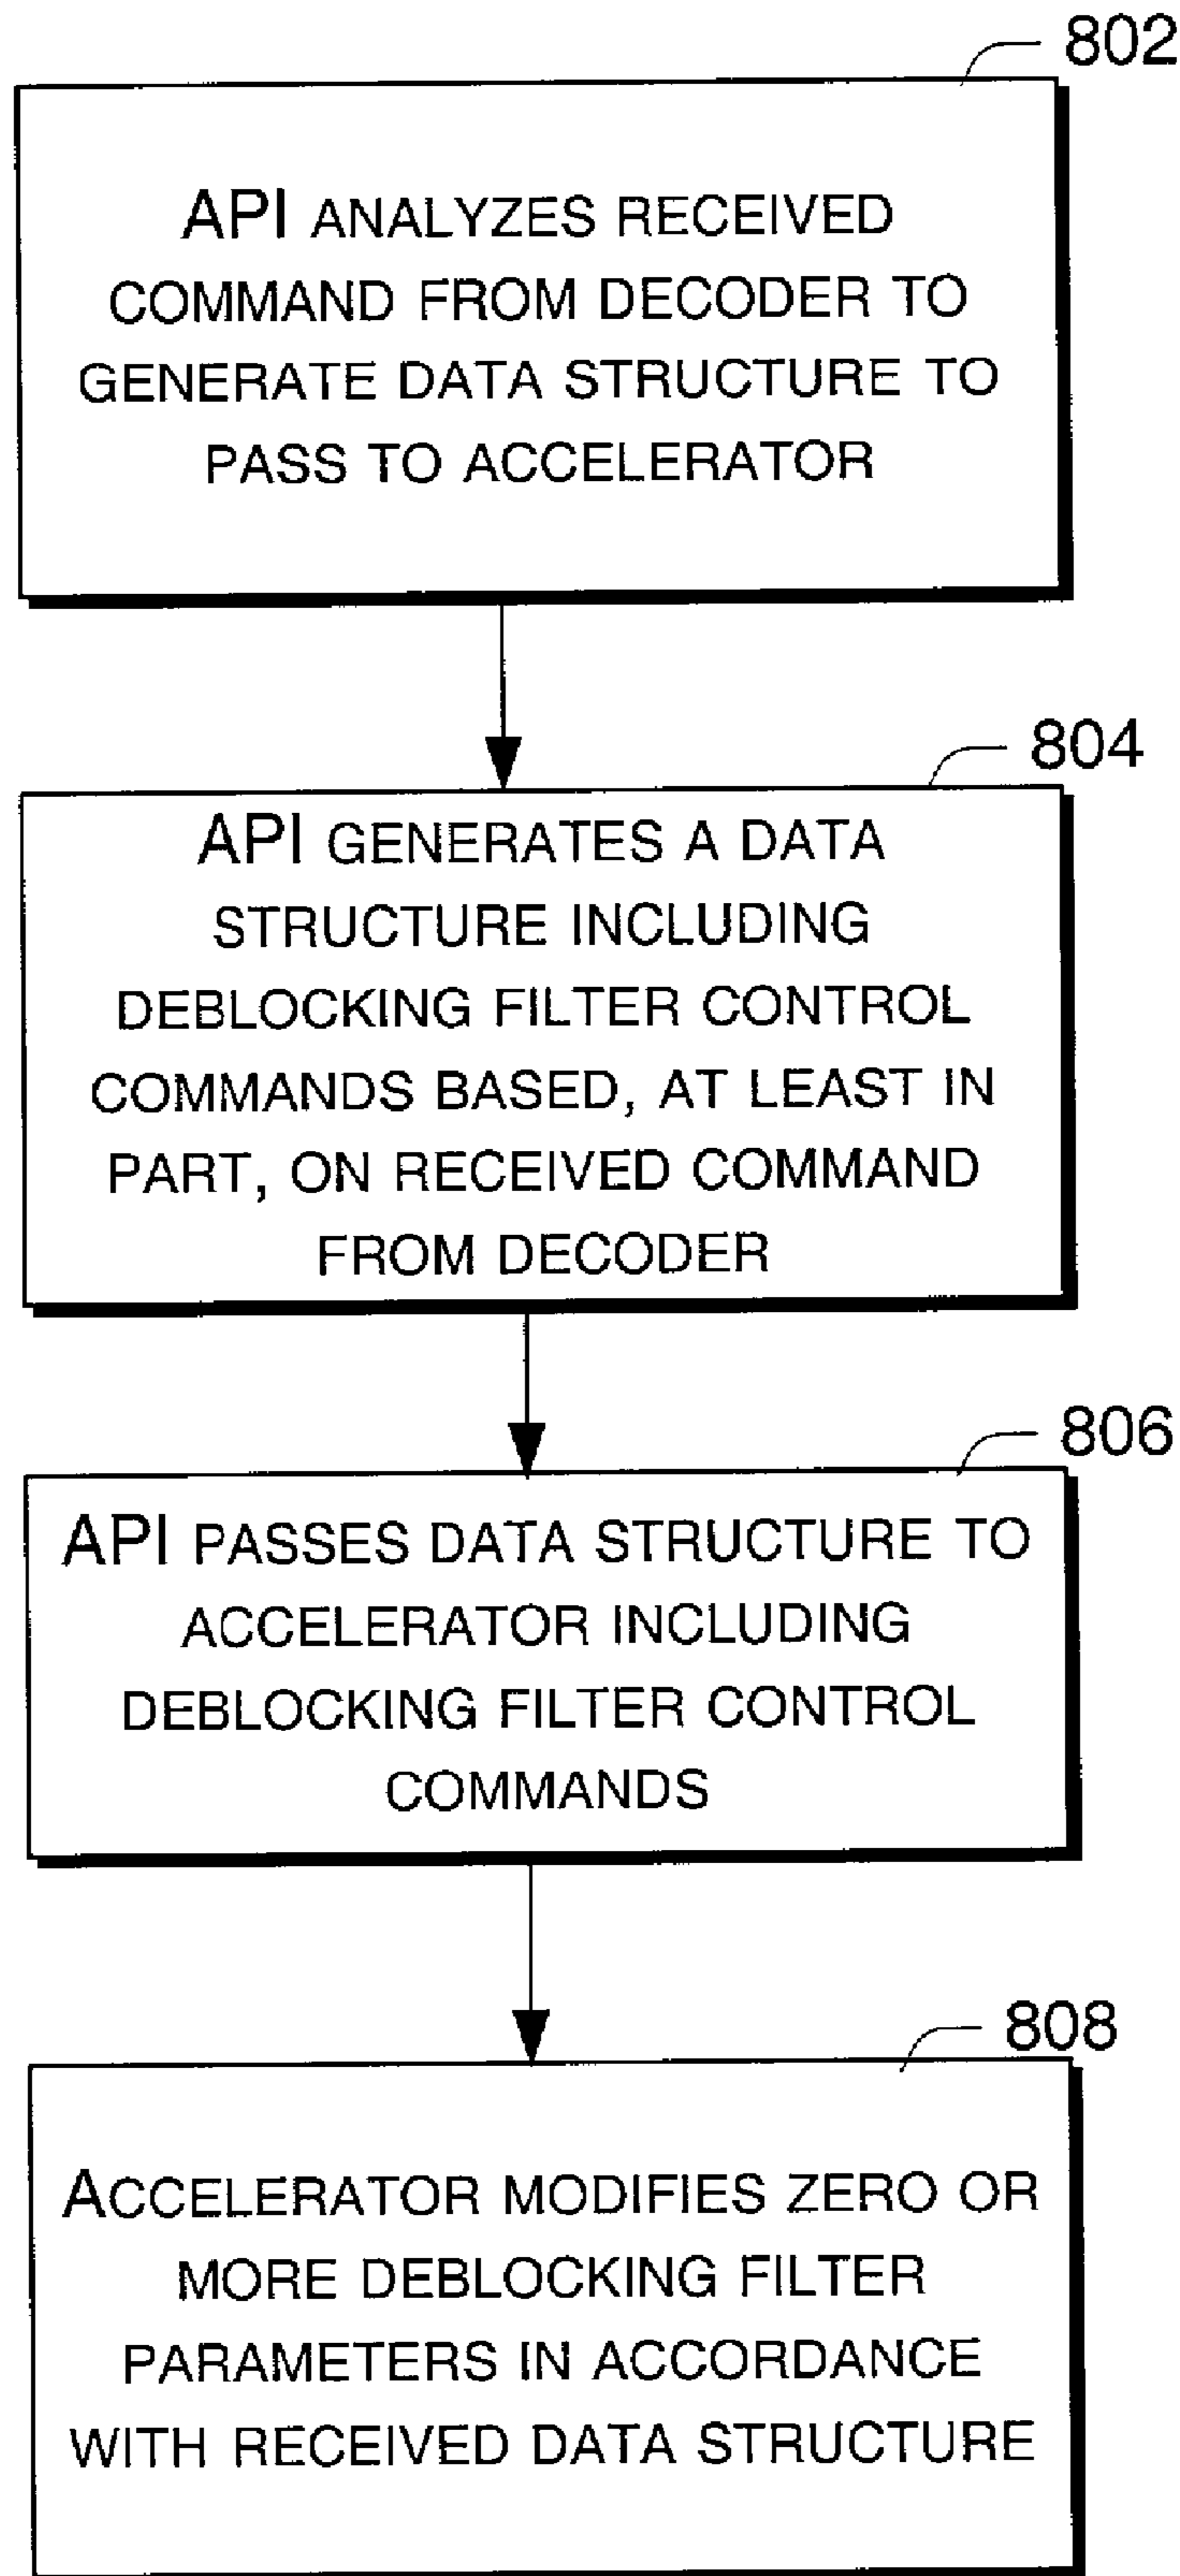 802
API ANALYZES RECEIVED
COMMAND FROM DECODER TO
GENERATE DATA STRUCTURE TO
PASS TO ACCELERATOR
804
API GENERATES A DATA
STRUCTURE INCLUDING
DEBLOCKING FILTER CONTROL
COMMANDS BASED, AT LEAST IN
PART, ON RECEIVED COMMAND
FROM DECODER
806
API PASSES DATA STRUCTURE TO
ACCELERATOR INCLUDING
DEBLOCKING FILTER CONTROL
COMMANDS
808
ACCELERATOR MODIFIES ZERO OR
MORE DEBLOCKING FILTER
PARAMETERS IN ACCORDANCE
WITH RECEIVED DATA STRUCTURE